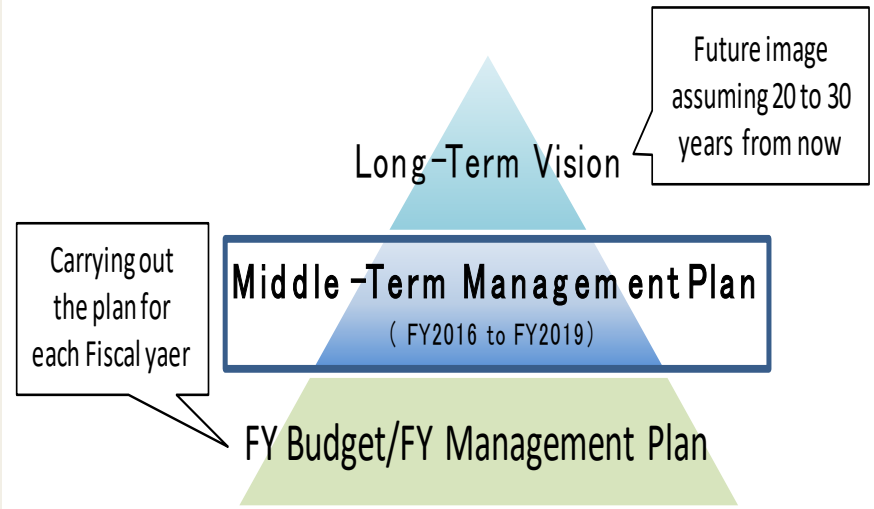 Future image
assuming 20 to 30
years from now
Long-Term Vision
Carrying out
the plan for
each Fiscal yaer
Middle-Term Management Plan
( FY2016 to FY2019)
FY Budget/FY Management Plan